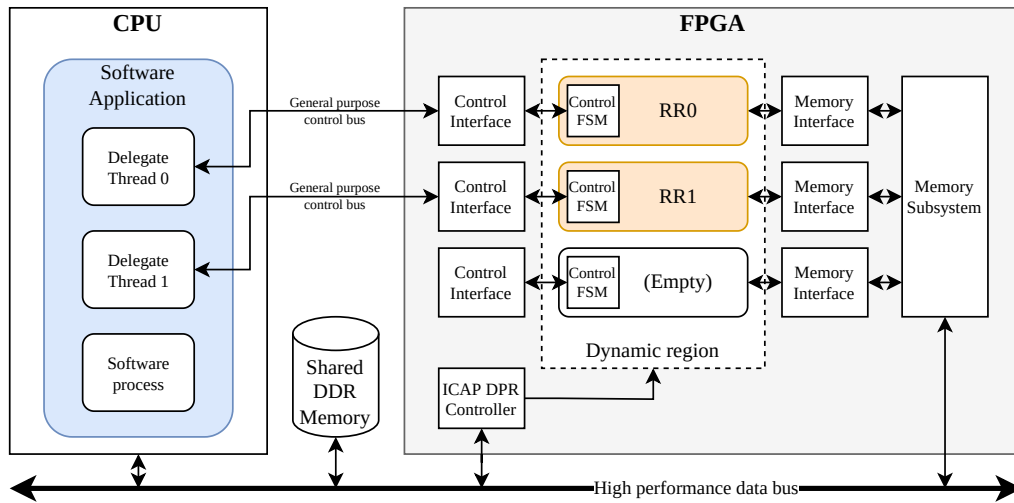 CPU
Software
Application
Delegate
Thread 0
Delegate
Thread 1
Software
process
General purpose
control bus
General purpose
control bus
Shared
DDR
Memory
FPGA
Control
Interface
Control
FSM
RR0
Memory
Interface
Control
Interface
Control
FSM
RR1
Memory
Interface
Control
Interface
Control
FSM
(Empty)
Memory
Interface
Memory
Subsystem
Dynamic region
ICAP DPR
Controller
High performance data bus